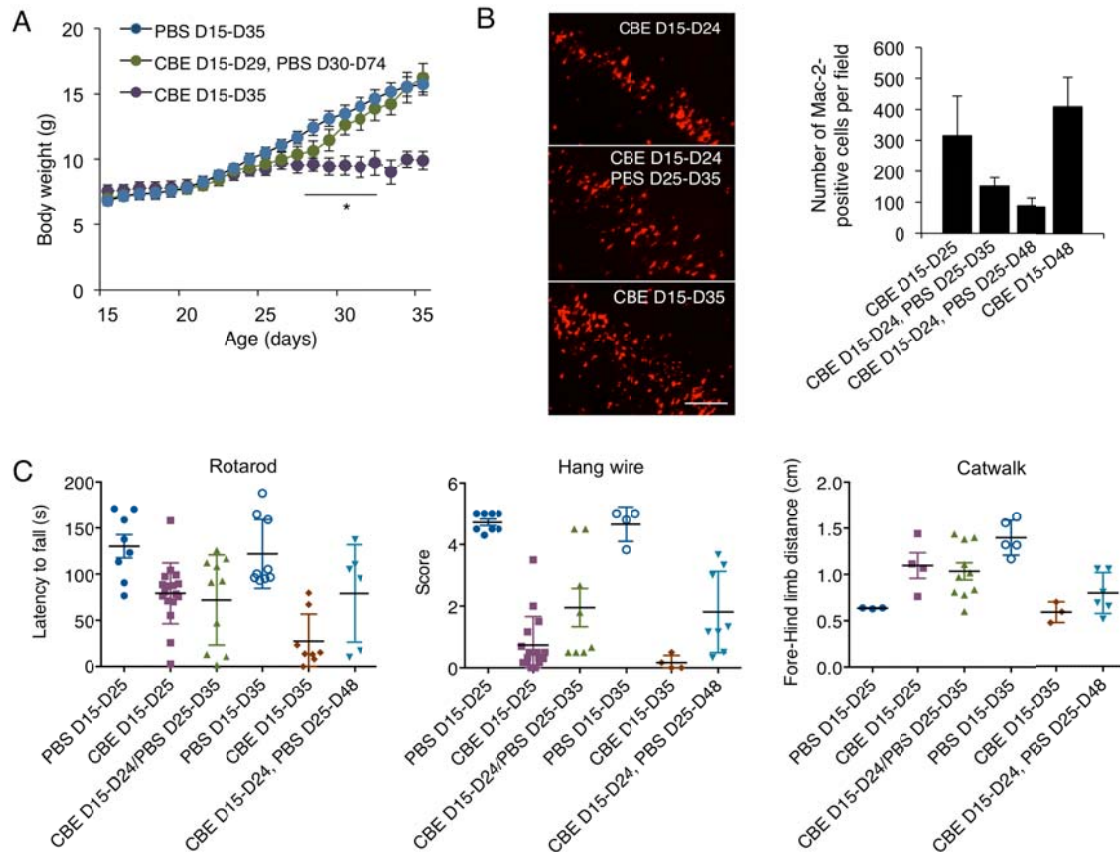 A
Body weight (g)
20
15
10
5
0
15
20
25
30
35
Age (days)
PBS D15-D35
CBE D15-D29, PBS D30-D74
CBE D15-D35
*
B
CBE D15-D24
CBE D15-D24
PBS D25-D35
CBE D15-D35
Number of Mac-2-
positive cells per field
600
500
400
300
200
100
0
CBE D15-D25
CBE D15-D24, PBS D25-D35
CBE D15-D24, PBS D25-D48
CBE D15-D48
C
Rotarod
Latency to fall (s)
200
150
100
50
0
PBS D15-D25
CBE D15-D25
CBE D15-D24/PBS D25-D35
PBS D15-D35
CBE D15-D35
CBE D15-D24, PBS D25-D48
Hang wire
Score
6
4
2
0
PBS D15-D25
CBE D15-D25
CBE D15-D24/PBS D25-D35
PBS D15-D35
CBE D15-D35
CBE D15-D24, PBS D25-D48
Catwalk
Fore-Hind limb distance (cm)
2.0
1.5
1.0
0.5
0.0
PBS D15-D25
CBE D15-D25
CBE D15-D24/PBS D25-D35
PBS D15-D35
CBE D15-D35
CBE D15-D24, PBS D25-D48